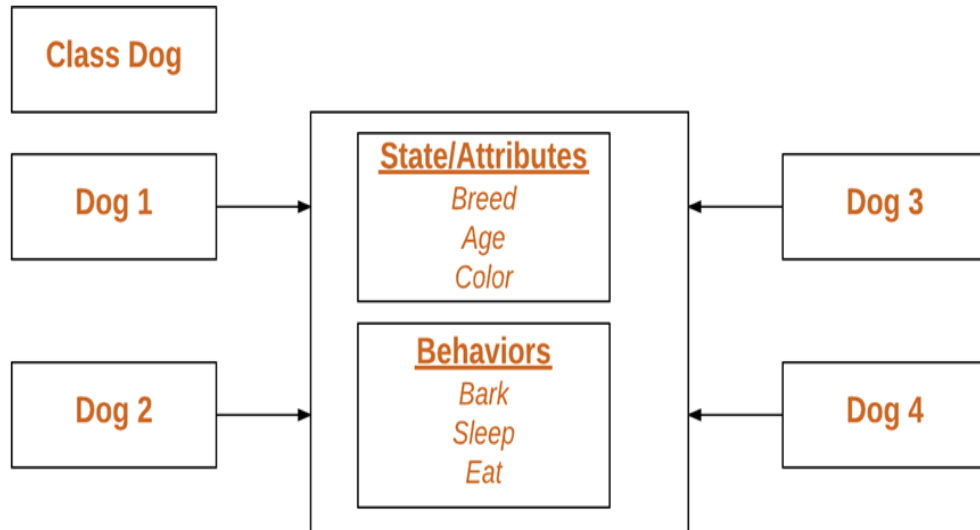 Class Dog
Dog 1
Dog 2
State/Attributes
Breed
Age
Color
Behaviors
Bark
Sleep
Eat
Dog 3
Dog 4